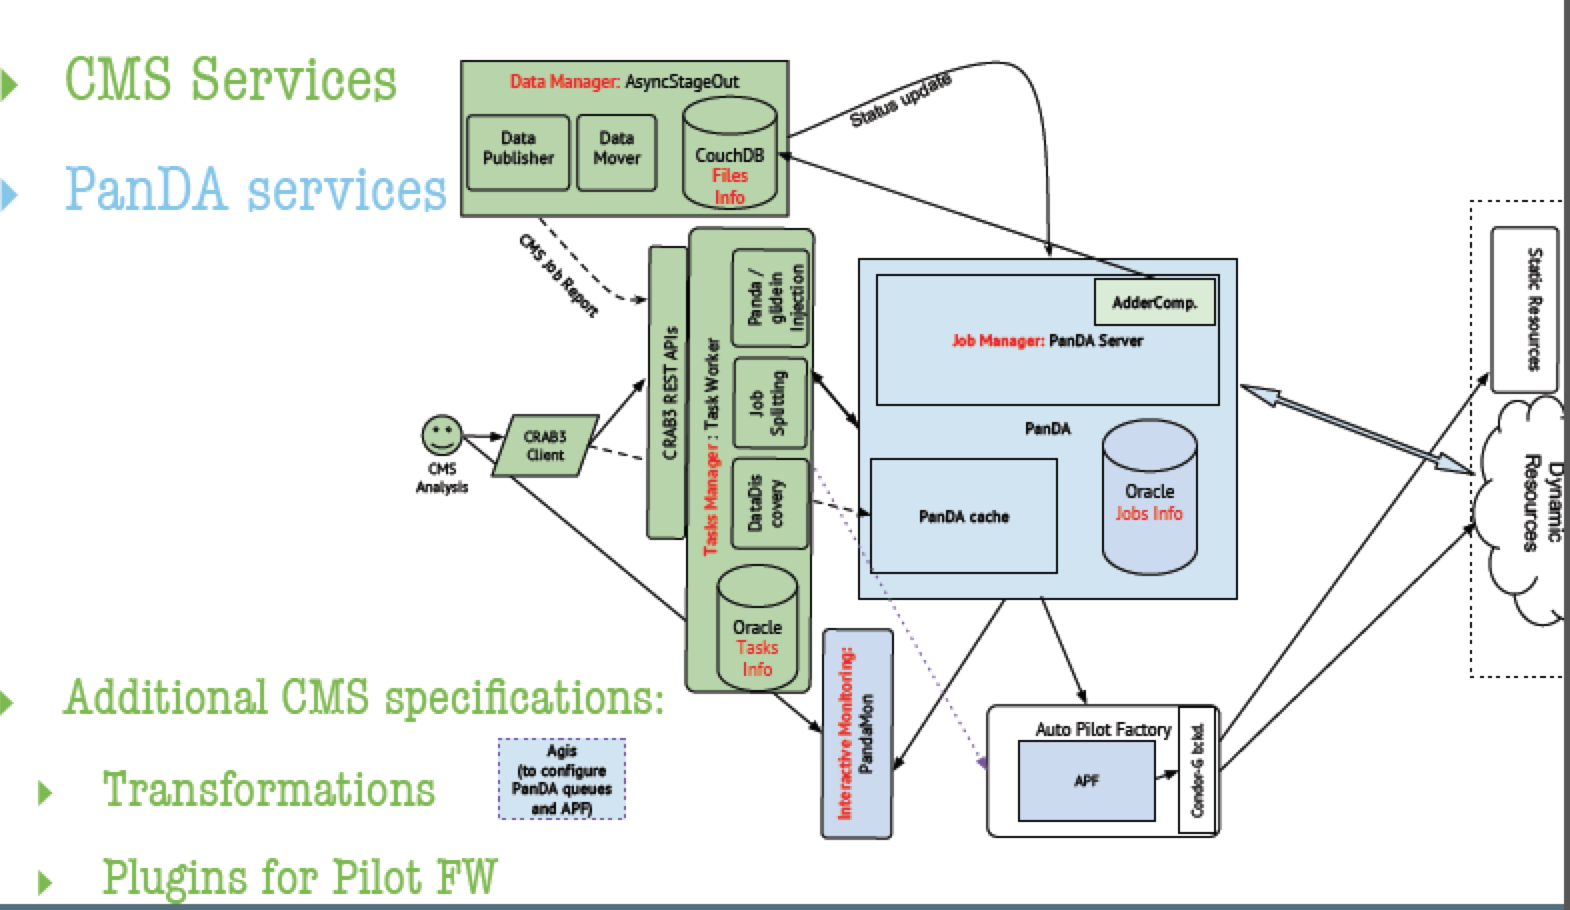 CMS Services
PanDA services
Data Manager: AsyncStageOut
Data
Publisher
Data
Mover
CouchDB
Files
Info
Status update
CMS Job Report
CMS
Analysis
CRAB3
Client
CRAB3 REST APIs
Tasks Manager : Task Worker
Panda /
glidein
Injection
Job
Splitting
DataDis
covery
Oracle
Tasks
Info
AdderComp.
Job Manager: PanDA Server
PanDA
PanDA cache
Oracle
Jobs Info
Static Resources
Dynamic
Resources
Interactive Monitoring:
PandaMon
Auto Pilot Factory
APF
Condor-G bckd.
Additional CMS specifications:
Transformations
Plugins for Pilot FW
Agis
(to configure
PanDA queues
and APF)